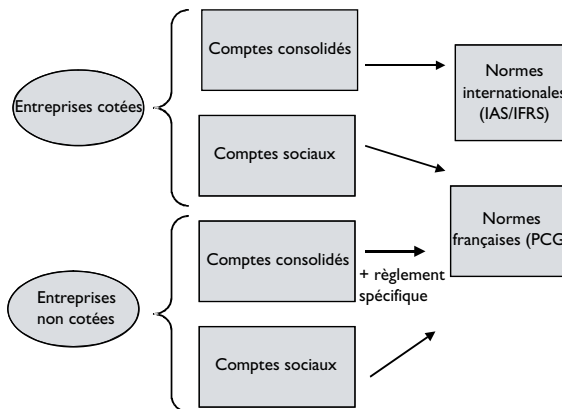 Comptes consolidés
Normes
internationales
(IAS/IFRS)
Entreprises cotées
Comptes sociaux
Normes
françaises (PCG
Comptes consolidés
+ règlement
spécifique
Entreprises
non cotées
Comptes sociaux